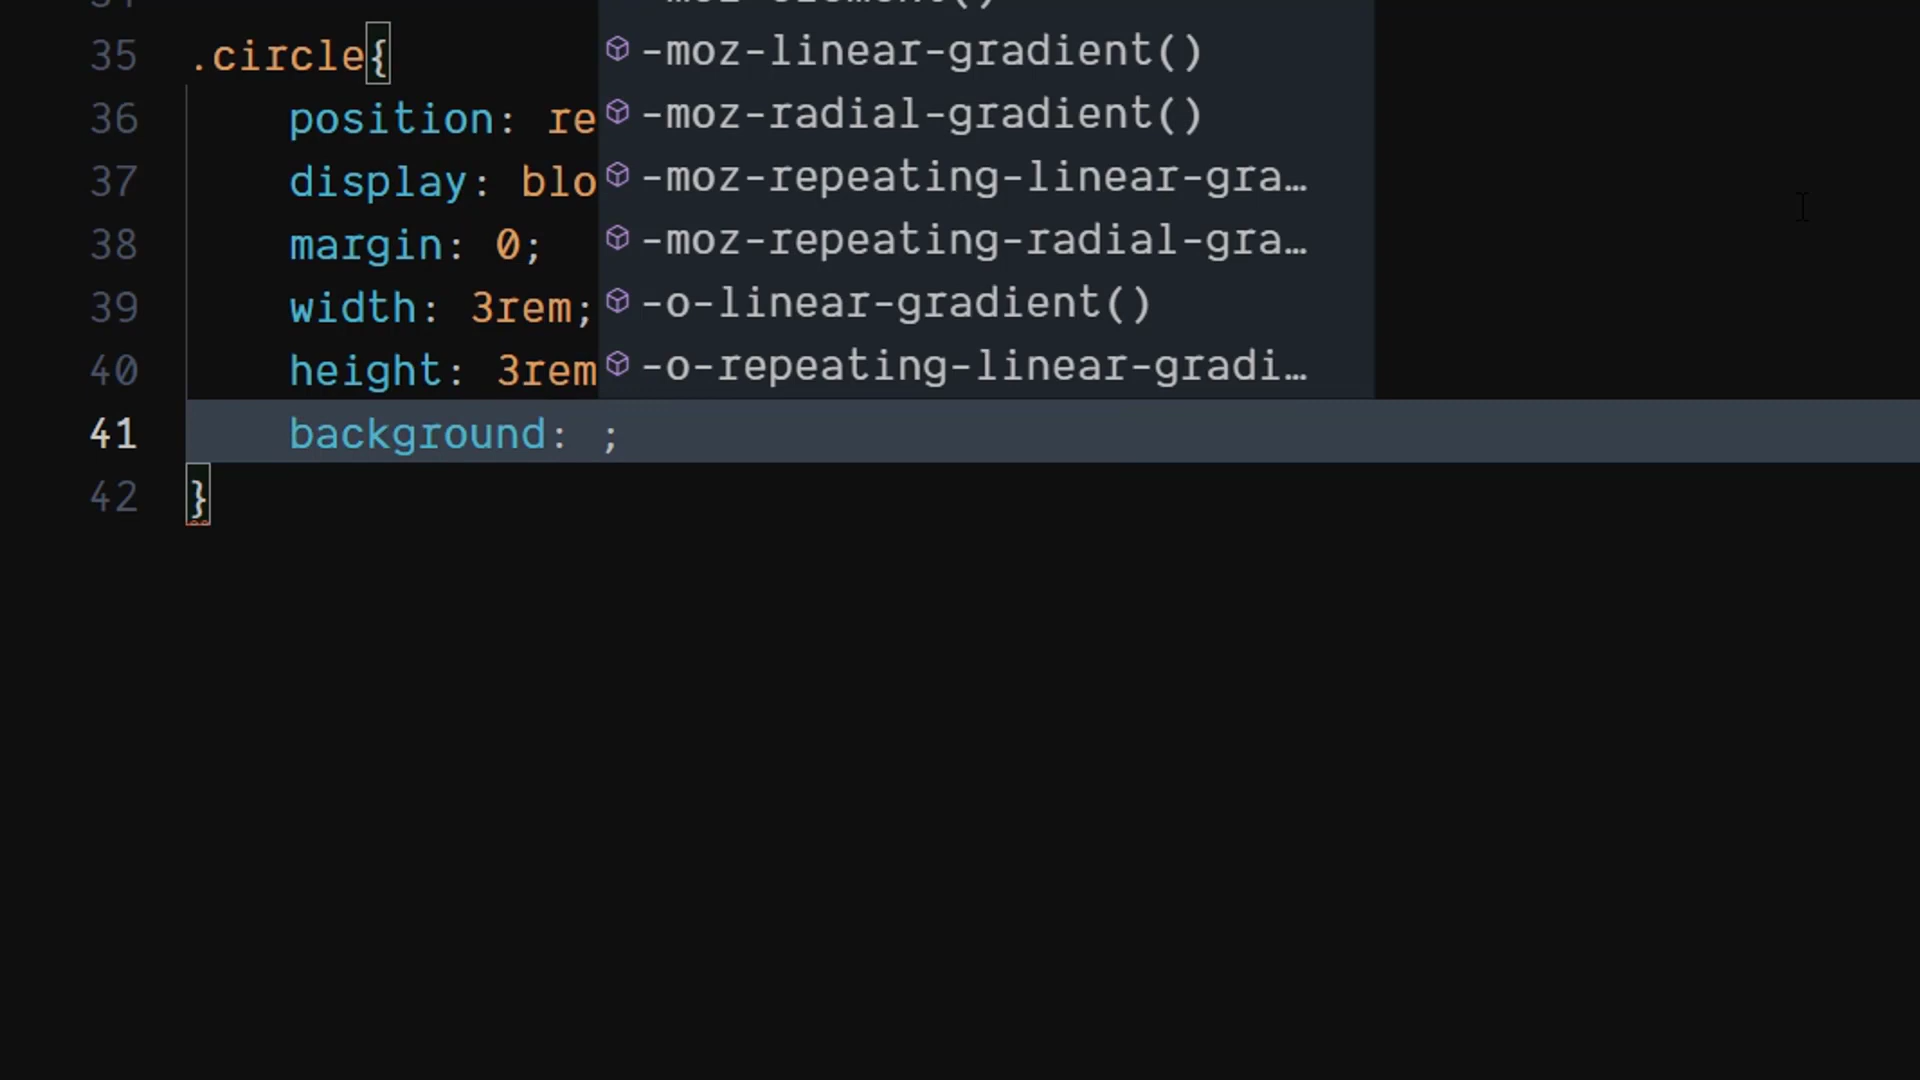 35 .circle{
36 position: re
37 display: blo
38 margin: 0;
39 width: 3rem;
40 height: 3rem
41 background: ;
42 }
-moz-element()
-moz-linear-gradient()
-moz-radial-gradient()
-moz-repeating-linear-gra…
-moz-repeating-radial-gra…
-o-linear-gradient()
-o-repeating-linear-gradi…